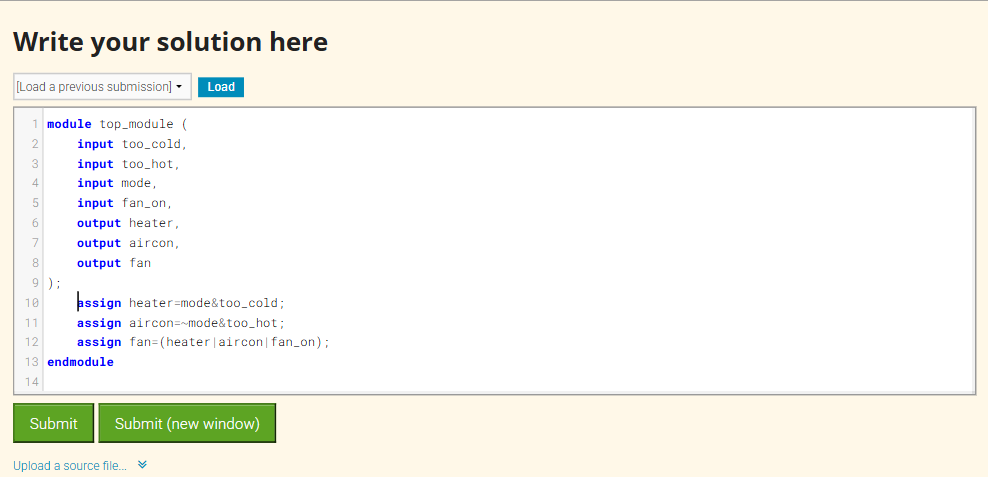 Write your solution here
[Load a previous submission] Load
1 module top_module (
2 input too_cold,
3 input too_hot,
4 input mode,
5 input fan_on,
6 output heater,
7 output aircon,
8 output fan
9 );
10 assign heater=mode&too_cold;
11 assign aircon=~mode&too_hot;
12 assign fan=(heater|aircon|fan_on);
13 endmodule
14
Submit Submit (new window)
Upload a source file...